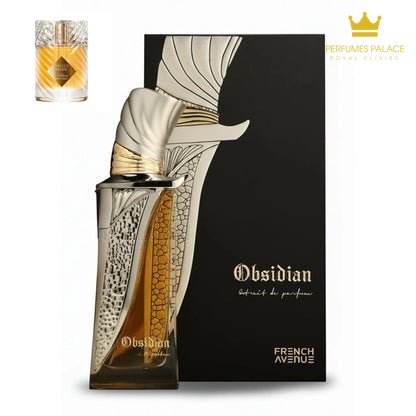 PERFUMES PALACE
ROYAL ELIXIRS
Obsidian
Extrait de parfum
FRENCH
AVENUE
Obsidian